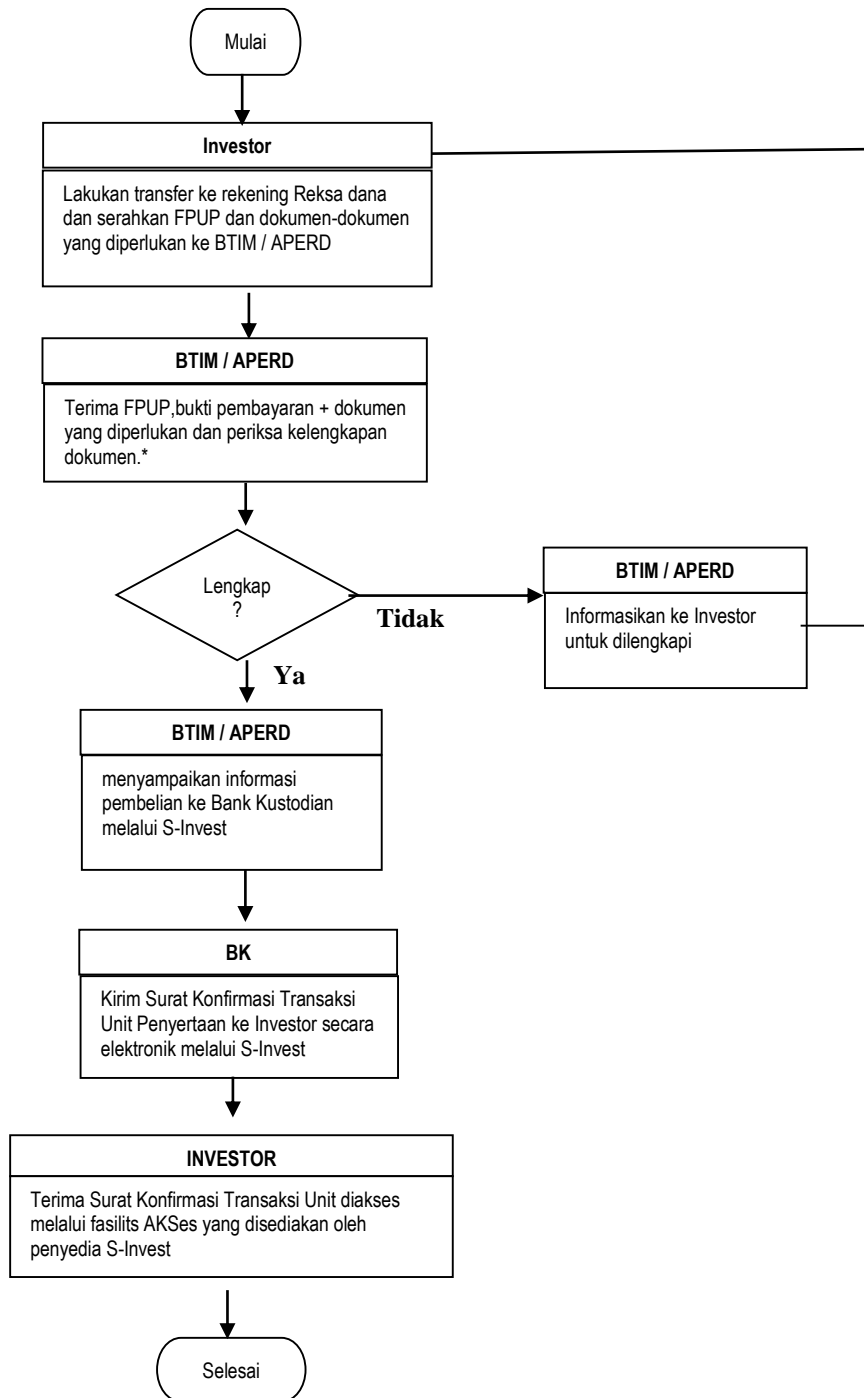 Mulai
Investor
Lakukan transfer ke rekening Reksa dana
dan serahkan FPUP dan dokumen-dokumen
yang diperlukan ke BTIM / APERD
BTIM / APERD
Terima FPUP,bukti pembayaran + dokumen
yang diperlukan dan periksa kelengkapan
dokumen.*
Lengkap
?
Tidak
BTIM / APERD
Informasikan ke Investor
untuk dilengkapi
Ya
BTIM / APERD
menyampaikan informasi
pembelian ke Bank Kustodian
melalui S-Invest
BK
Kirim Surat Konfirmasi Transaksi
Unit Penyertaan ke Investor secara
elektronik melalui S-Invest
INVESTOR
Terima Surat Konfirmasi Transaksi Unit diakses
melalui fasilits AKSes yang disediakan oleh
penyedia S-Invest
Selesai